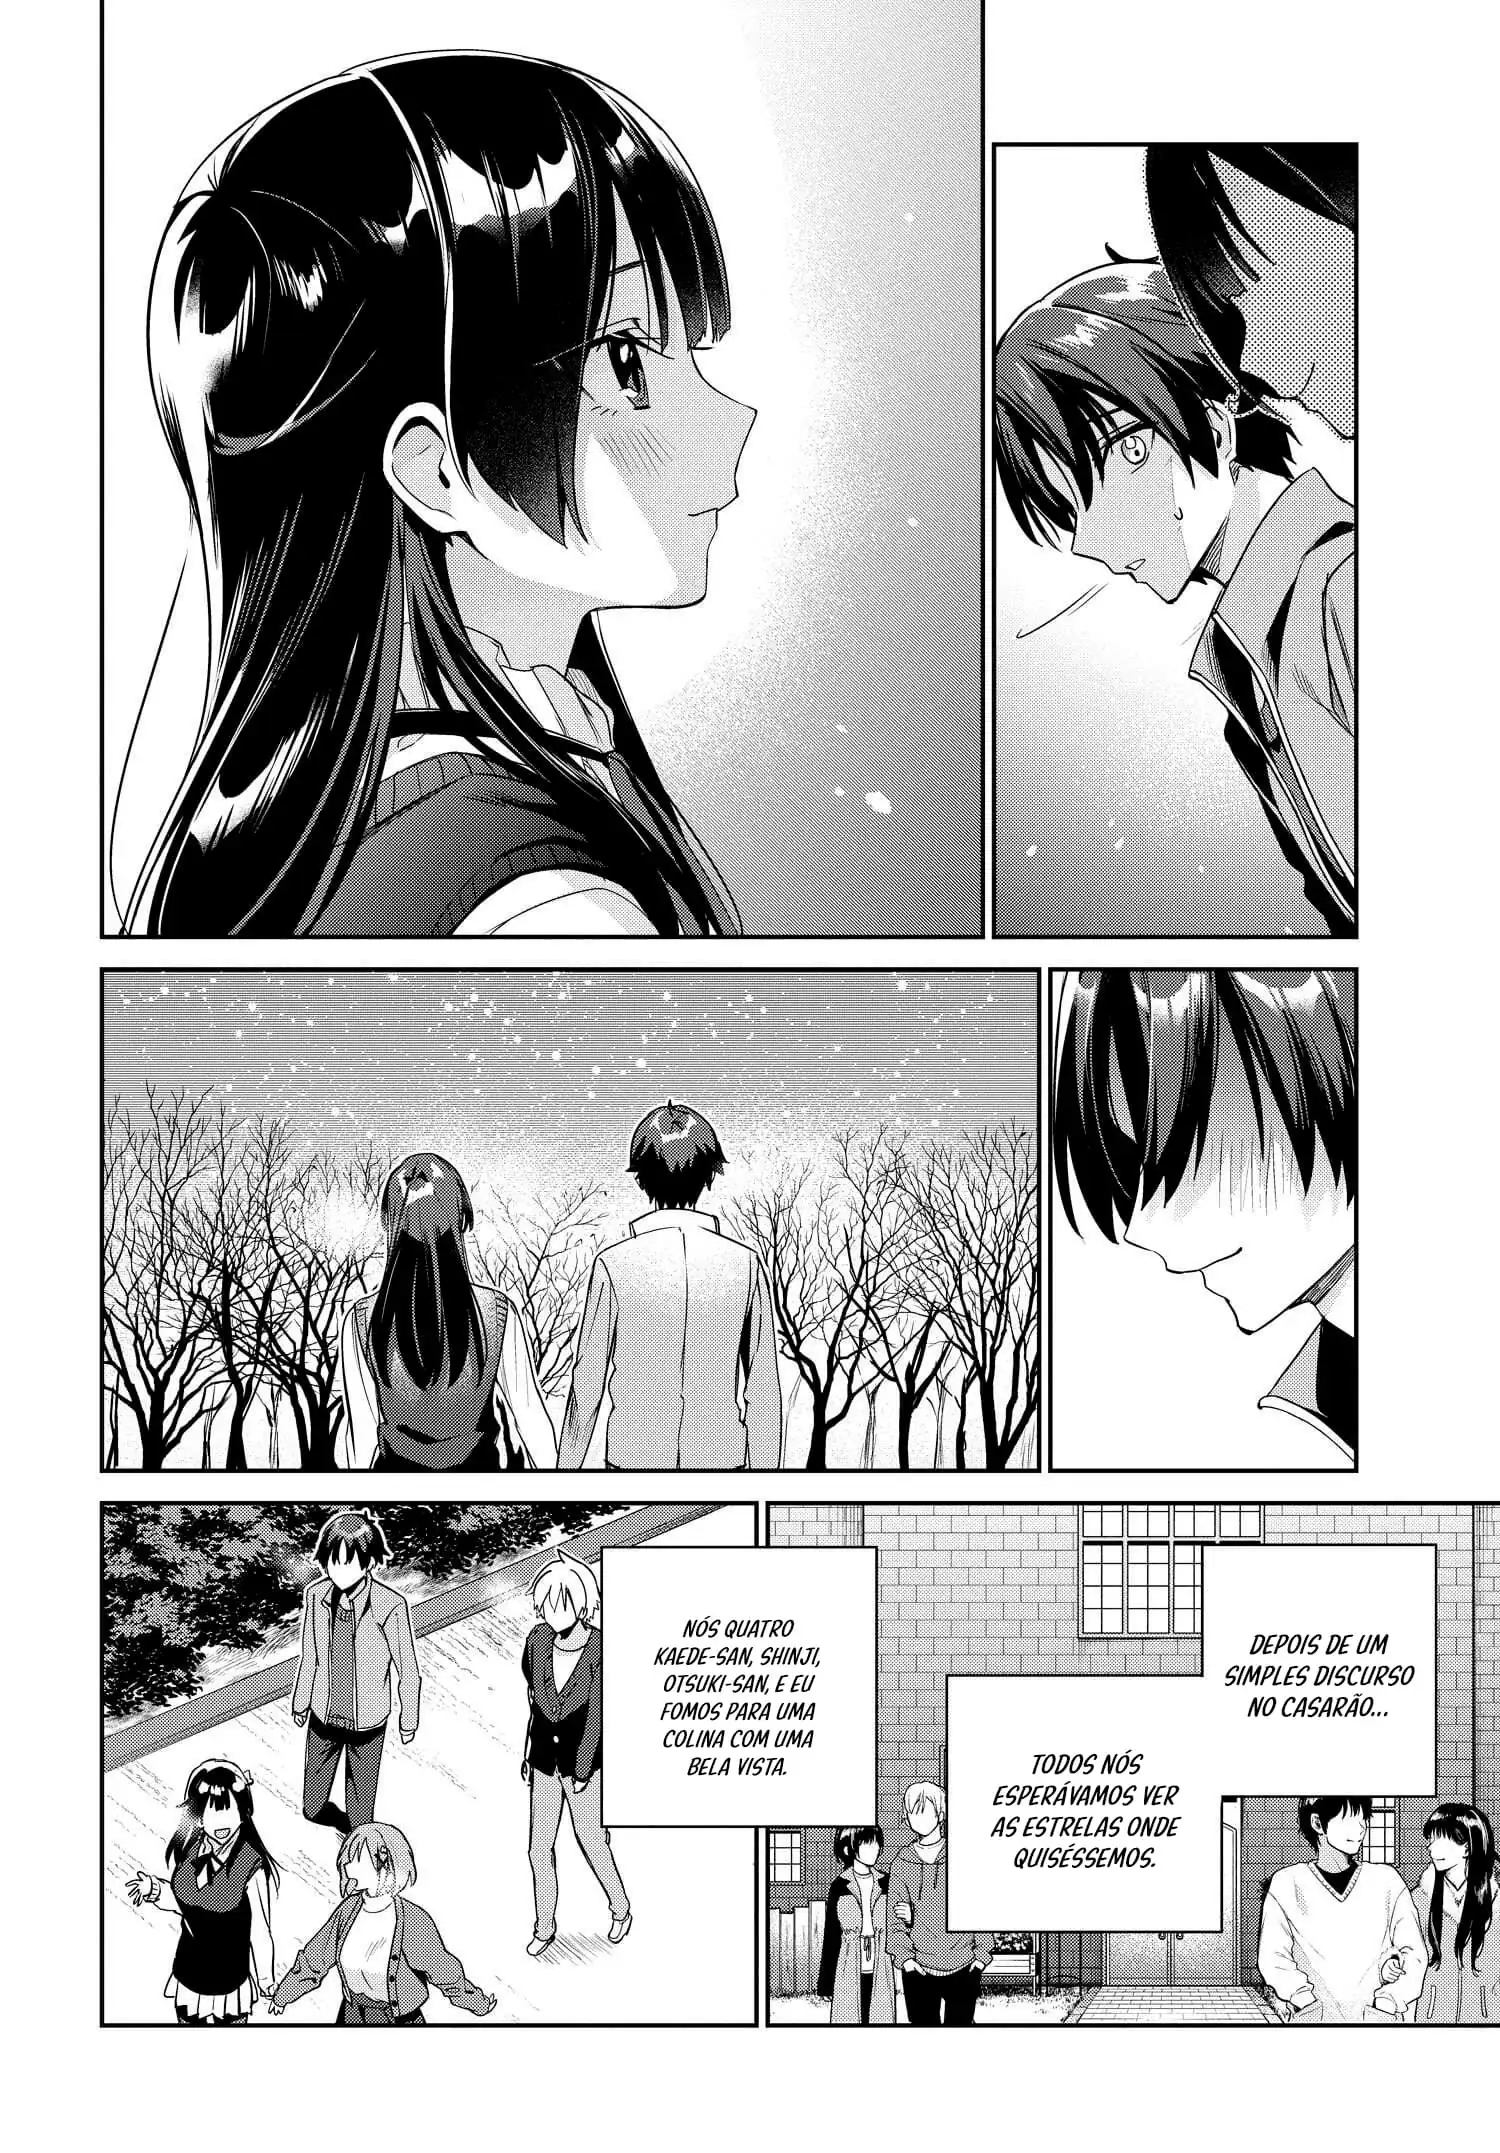 DEPOIS DE UM
SIMPLES DISCURSO
NO CASARÃO...
TODOS NÓS
ESPERÁVAMOS VER
AS ESTRELAS ONDE
QUISÉSSEMOS.
NÓS QUATRO
KAEDE-SAN, SHINJI,
OTSUKI-SAN, E EU
FOMOS PARA UMA
COLINA COM UMA
BELA VISTA.